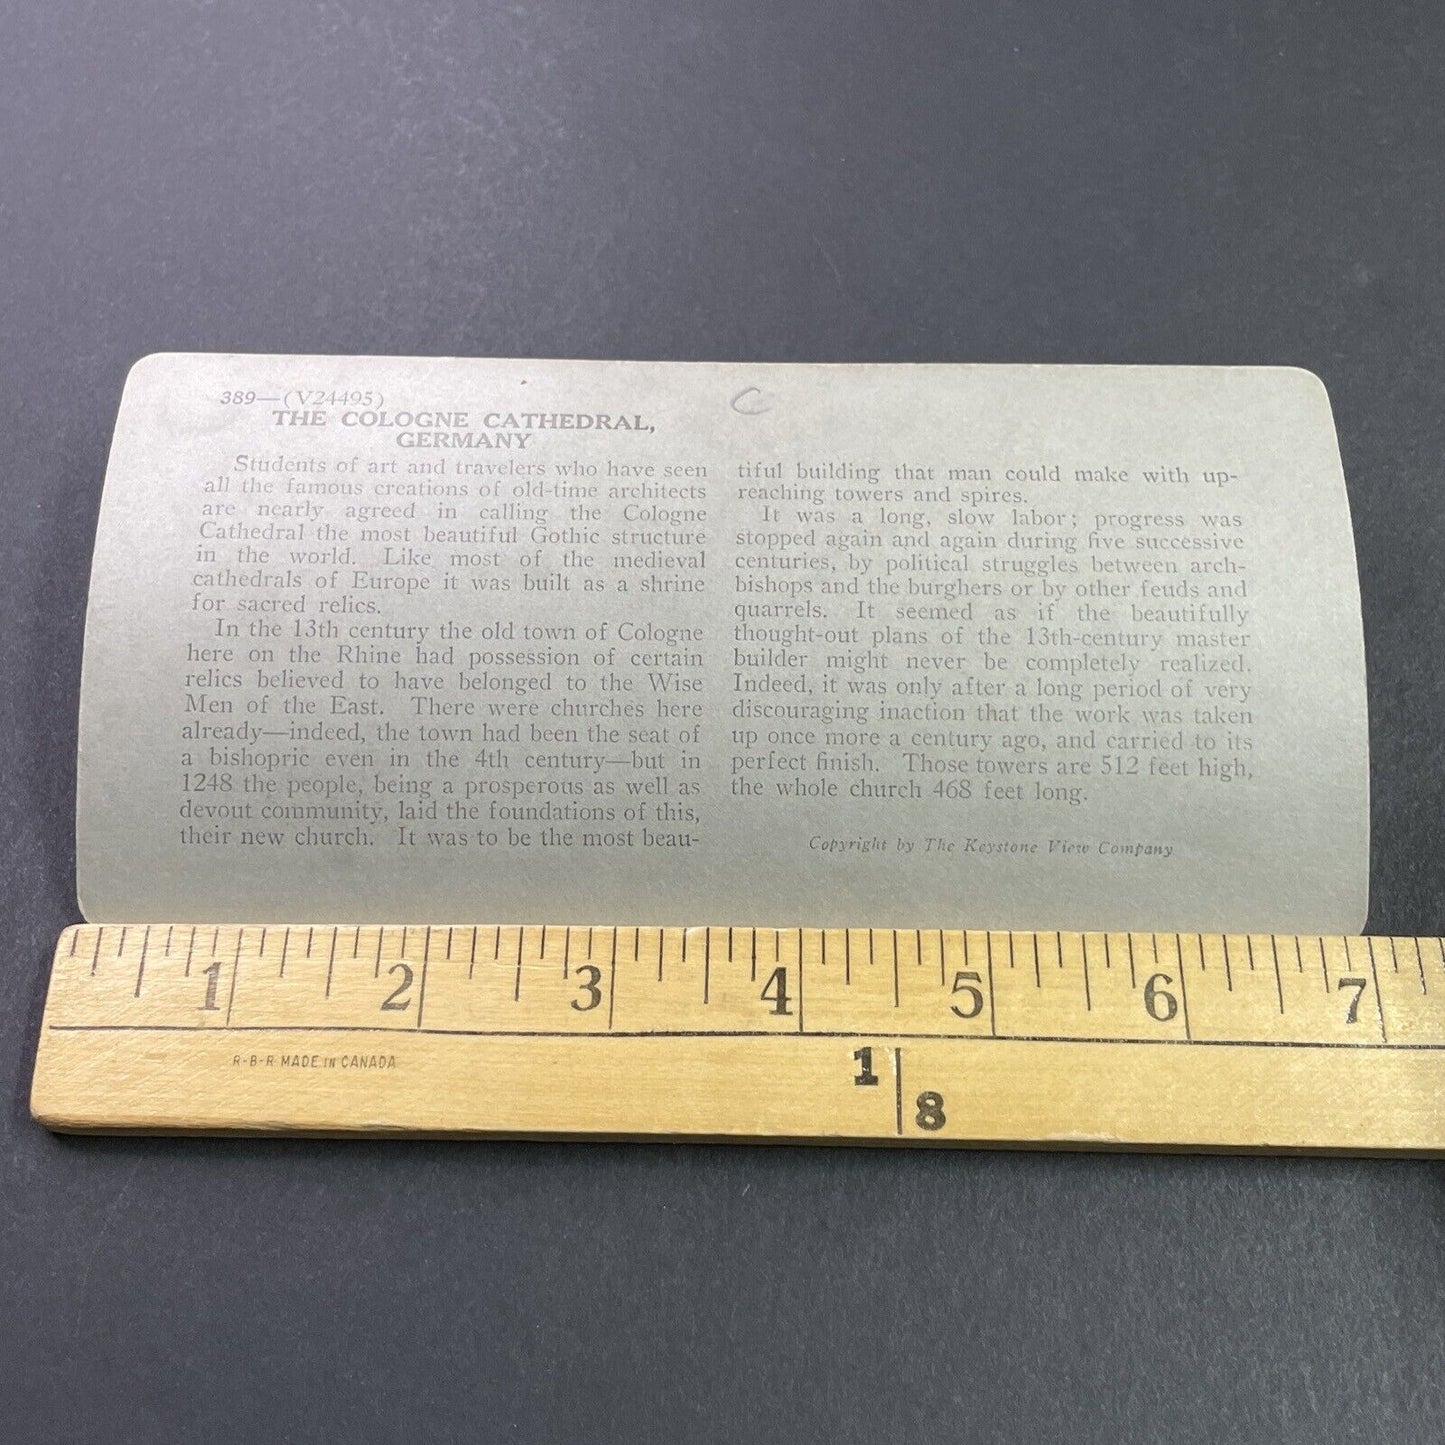 389—(V24495)
THE COLOGNE CATHEDRAL,
GERMANY
Students of art and travelers who have seen
all the famous creations of old-time architects
are nearly agreed in calling the Cologne
Cathedral the most beautiful Gothic structure
in the world. Like most of the medieval
cathedrals of Europe it was built as a shrine
for sacred relics.
In the 13th century the old town of Cologne
here on the Rhine had possession of certain
relics believed to have belonged to the Wise
Men of the East. There were churches here
already—indeed, the town had been the seat of
a bishopric even in the 4th century—but in
1248 the people, being a prosperous as well as
devout community, laid the foundations of this,
their new church. It was to be the most beau-
C
tiful building that man could make with up-
reaching towers and spires.
It was a long, slow labor; progress was
stopped again and again during five successive
centuries, by political struggles between arch-
bishops and the burghers or by other feuds and
quarrels. It seemed as if the beautifully
thought-out plans of the 13th-century master
builder might never be completely realized.
Indeed, it was only after a long period of very
discouraging inaction that the work was taken
up once more a century ago, and carried to its
perfect finish. Those towers are 512 feet high,
the whole church 468 feet long.
Copyright by The Keystone View Company
1 2 3 4 5 6 7
R-B-R MADE IN CANADA
1
8